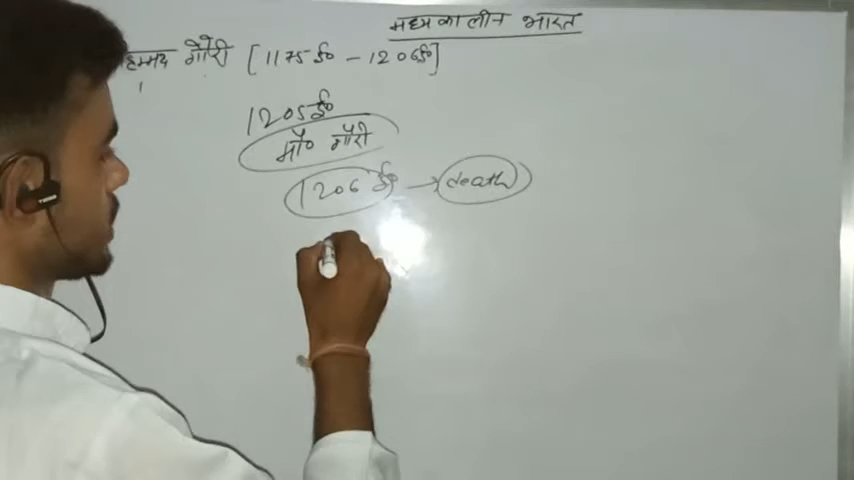 मध्यकालीन भारत
हम्मद गौरी [1175 ई० - 1206 ई०]
1205 ई०
मो० गौरी
1206 ई० → death